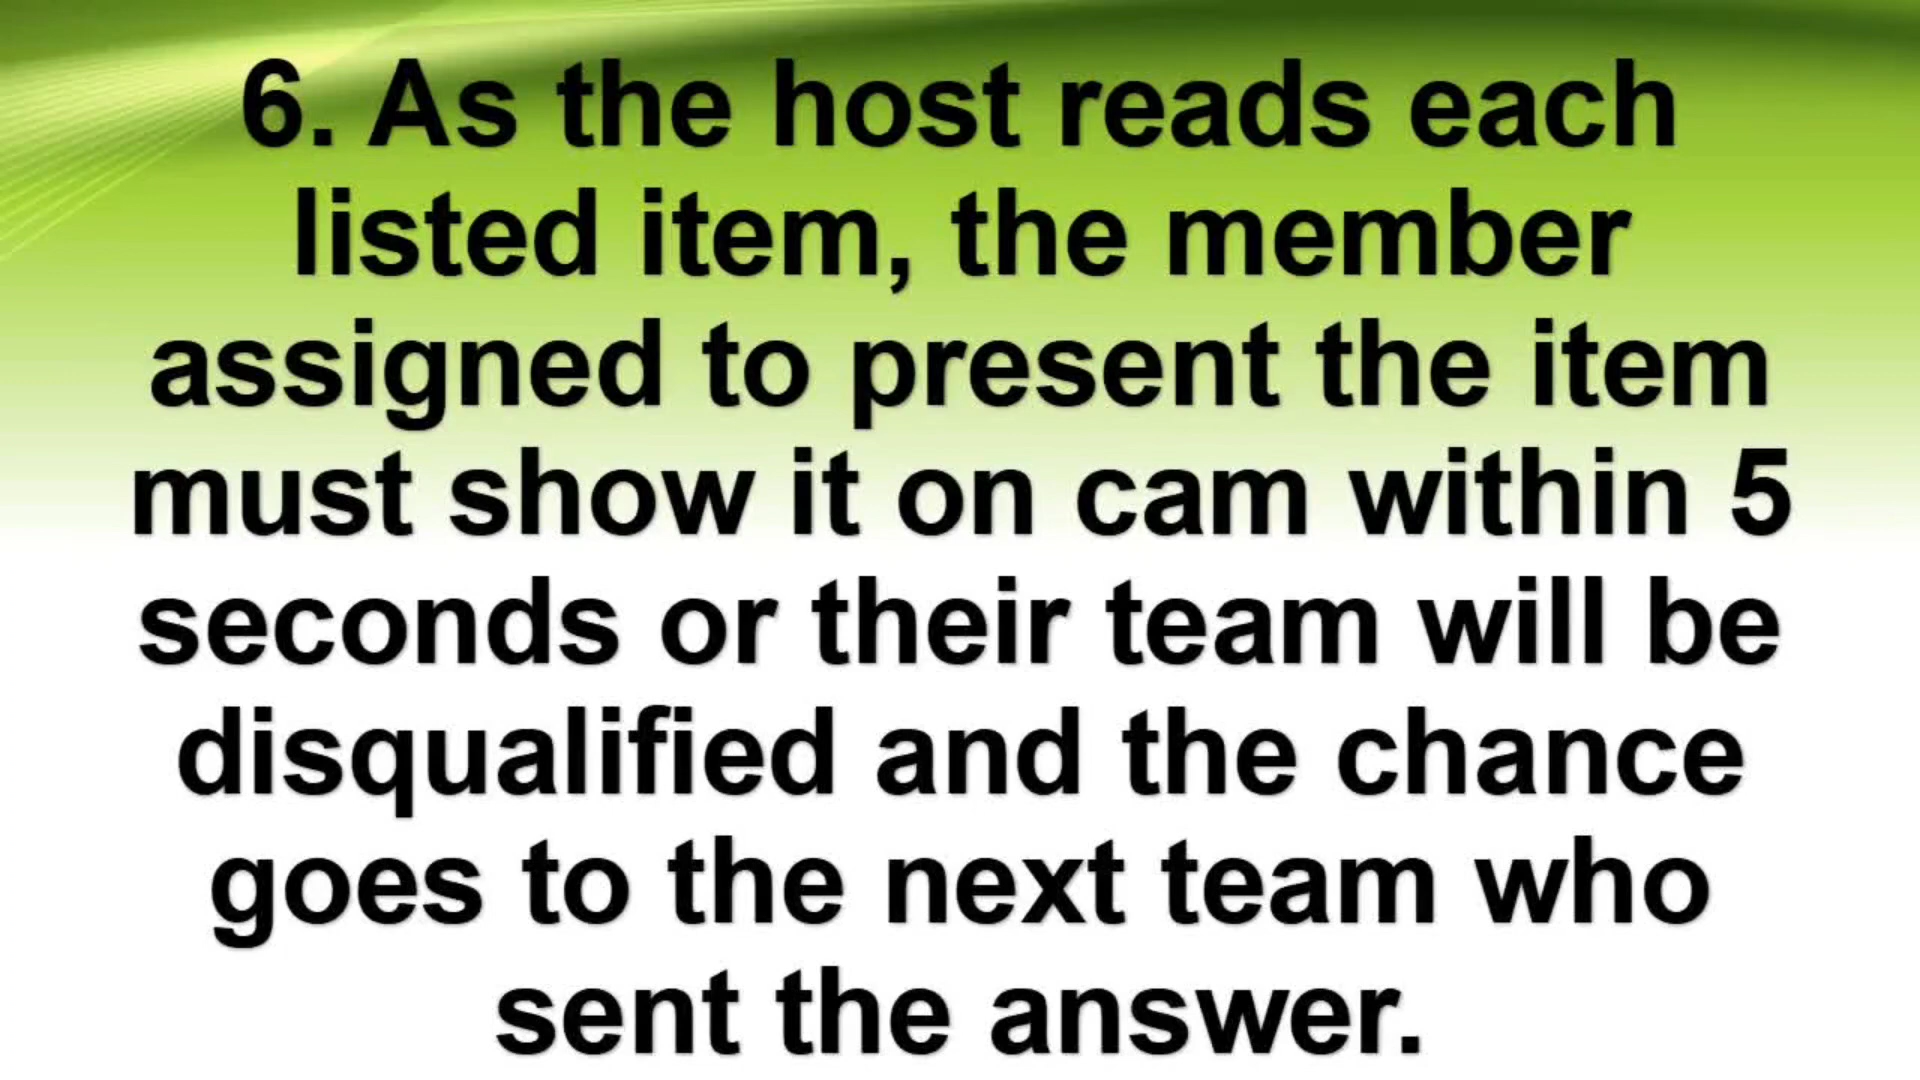 6. As the host reads each
listed item, the member
assigned to present the item
must show it on cam within 5
seconds or their team will be
disqualified and the chance
goes to the next team who
sent the answer.